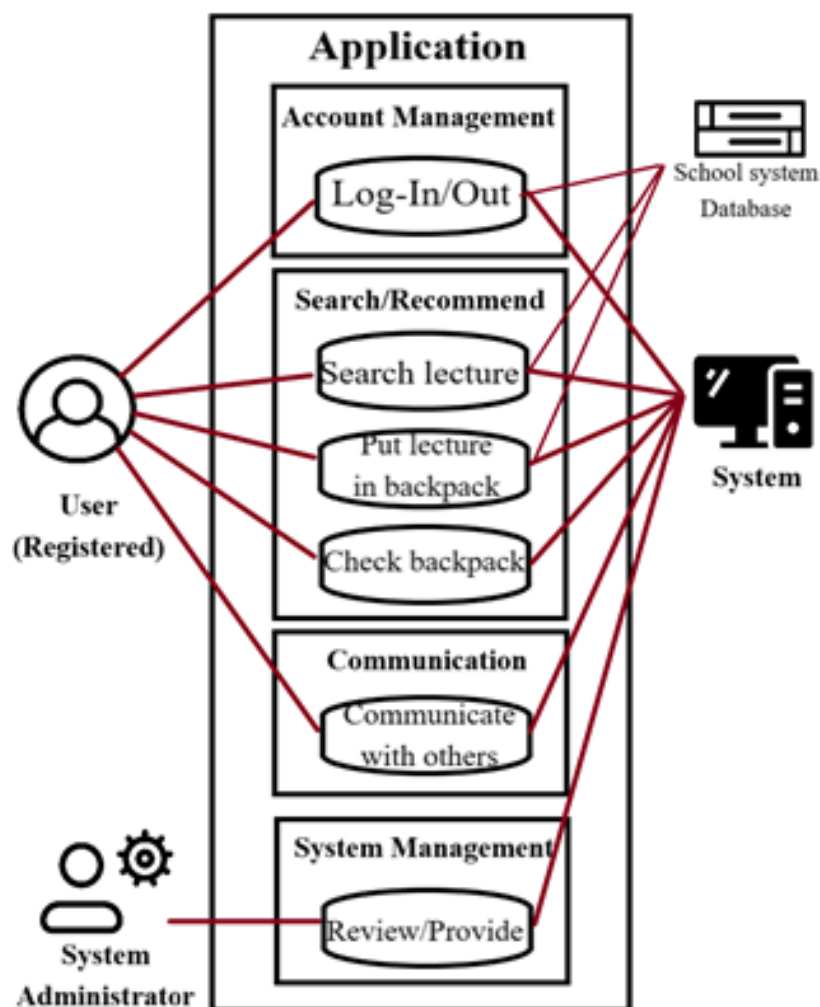 Application
Account Management
Log-In/Out
School system
Database
Search/Recommend
Search lecture
Put lecture
in backpack
Check backpack
User
(Registered)
System
Communication
Communicate
with others
System Management
Review/Provide
System
Administrator